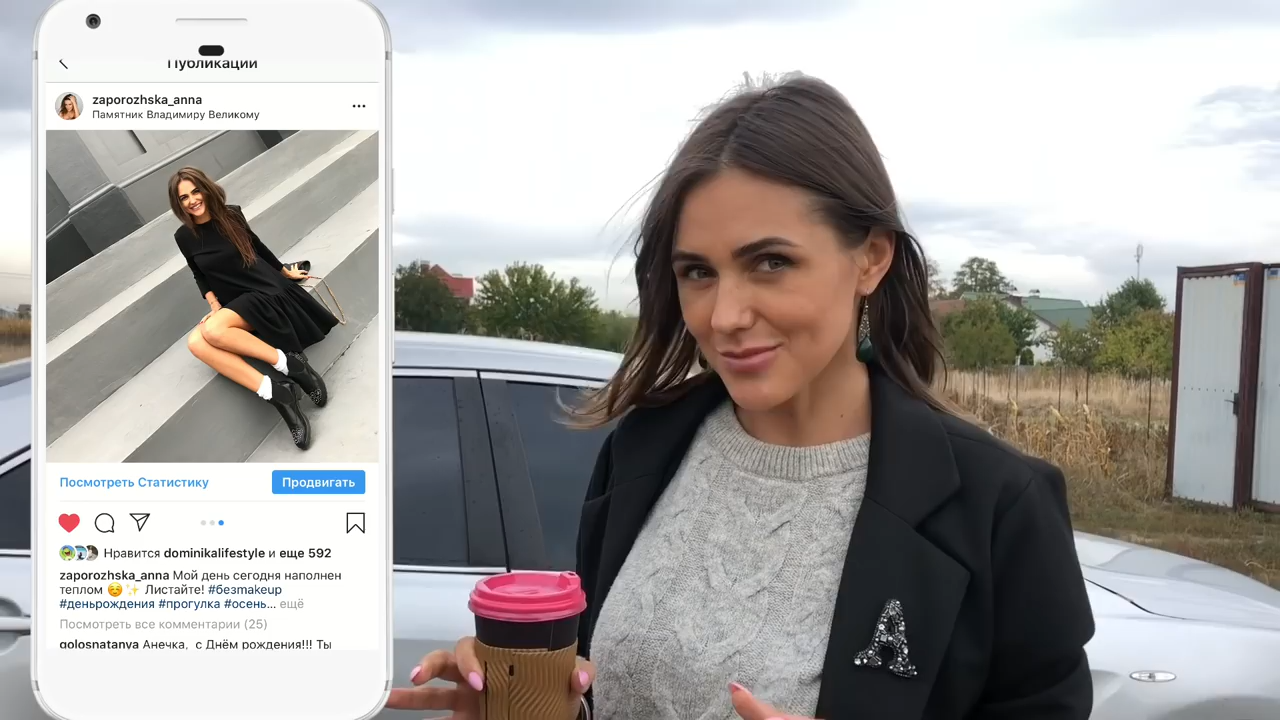 Публикации
zaporozhska_anna
Памятник Владимиру Великому
Посмотреть Статистику
Продвигать
Нравится dominikalifestyle и еще 592
zaporozhska_anna Мой день сегодня наполнен
теплом ☺️✨ Листайте! #безmakeup
#деньрождения #прогулка #осень... ещё
Посмотреть все комментарии (25)
golosnatanya Анечка, с Днём рождения!!! Ты
A